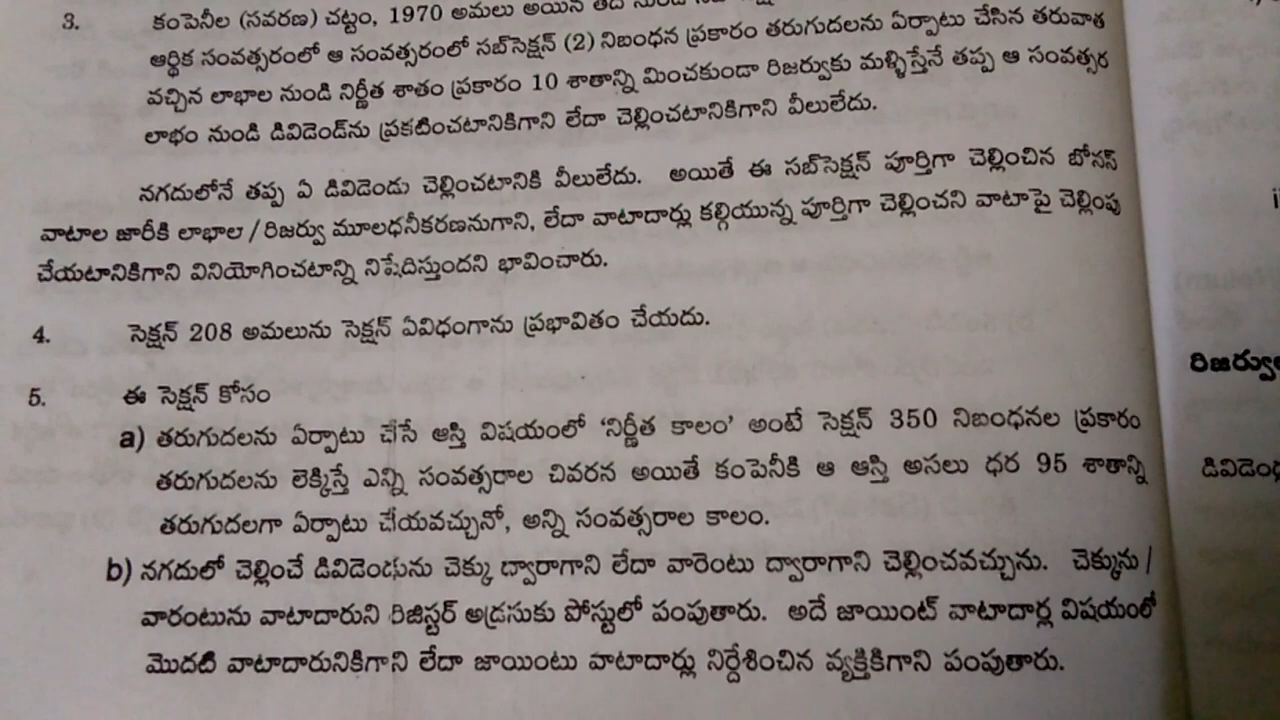 3. కంపెనీల (సవరణ) చట్టం, 1970 అమలు అయిన
ఆర్థిక సంవత్సరంలో ఆ సంవత్సరంలో సబ్‌సెక్షన్ (2) నిబంధన ప్రకారం తరుగుదలను ఏర్పాటు చేసిన తరువాత
వచ్చిన లాభాల నుండి నిర్ణీత శాతం ప్రకారం 10 శాతాన్ని మించకుండా రిజర్వుకు మళ్ళిస్తేనే తప్ప ఆ సంవత్సర
లాభం నుండి డివిడెండ్‌ను ప్రకటించటానికిగాని లేదా చెల్లించటానికిగాని వీలులేదు.
నగదులోనే తప్ప ఏ డివిడెండు చెల్లించటానికి వీలులేదు. అయితే ఈ సబ్‌సెక్షన్ పూర్తిగా చెల్లించిన బోనస్
వాటాల జారీకి లాభాల / రిజర్వు మూలధనీకరణనుగాని, లేదా వాటాదార్లు కల్గియున్న పూర్తిగా చెల్లించని వాటాపై చెల్లింపు
చేయటానికిగాని వినియోగించటాన్ని నిషేదిస్తుందని భావించారు.
4. సెక్షన్ 208 అమలును సెక్షన్ ఏవిధంగాను ప్రభావితం చేయదు.
5. ఈ సెక్షన్ కోసం
a) తరుగుదలను ఏర్పాటు చేసే ఆస్తి విషయంలో ‘నిర్ణీత కాలం’ అంటే సెక్షన్ 350 నిబంధనల ప్రకారం
తరుగుదలను లెక్కిస్తే ఎన్ని సంవత్సరాల చివరన అయితే కంపెనీకి ఆ ఆస్తి అసలు ధర 95 శాతాన్ని
తరుగుదలగా ఏర్పాటు చేయవచ్చునో, అన్ని సంవత్సరాల కాలం.
b) నగదులో చెల్లించే డివిడెండును చెక్కు ద్వారాగాని లేదా వారెంటు ద్వారాగాని చెల్లించవచ్చును. చెక్కును /
వారంటును వాటాదారుని రిజిస్టర్ అడ్రసుకు పోస్టులో పంపుతారు. అదే జాయింట్ వాటాదార్ల విషయంలో
మొదటి వాటాదారునికిగాని లేదా జాయింటు వాటాదార్లు నిర్దేశించిన వ్యక్తికిగాని పంపుతారు.